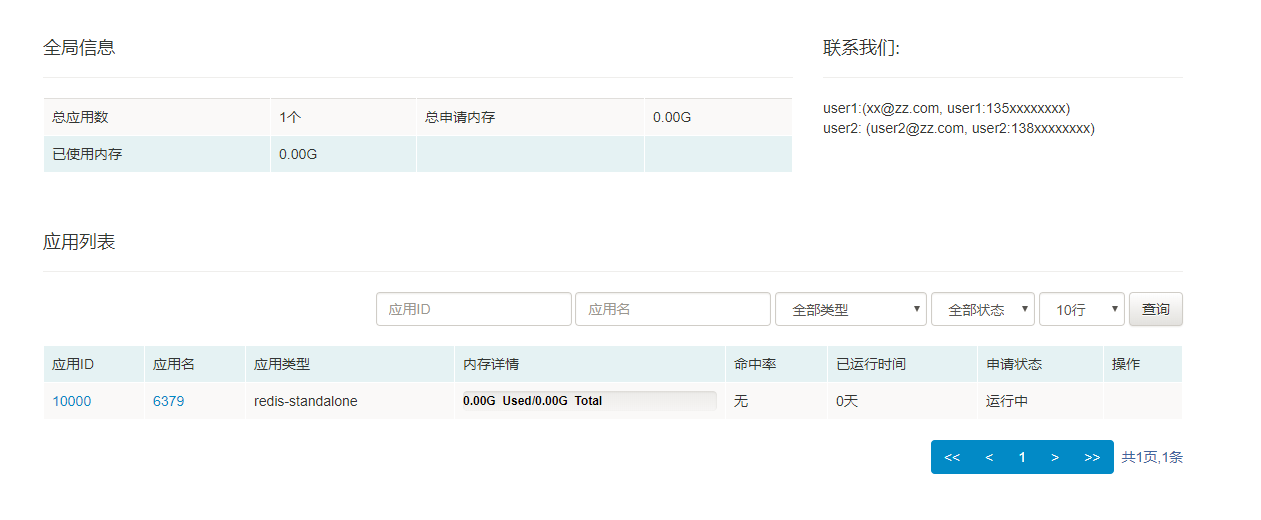 全局信息
联系我们:
总应用数 1个 总申请内存 0.00G
已使用内存 0.00G
user1:(xx@zz.com, user1:135xxxxxxxx)
user2: (user2@zz.com, user2:138xxxxxxxx)
应用列表
应用ID 应用名 全部类型 全部状态 10行 查询
应用ID 应用名 应用类型 内存详情 命中率 已运行时间 申请状态 操作
10000 6379 redis-standalone 0.00G Used/0.00G Total 无 0天 运行中
<< < 1 > >> 共1页,1条